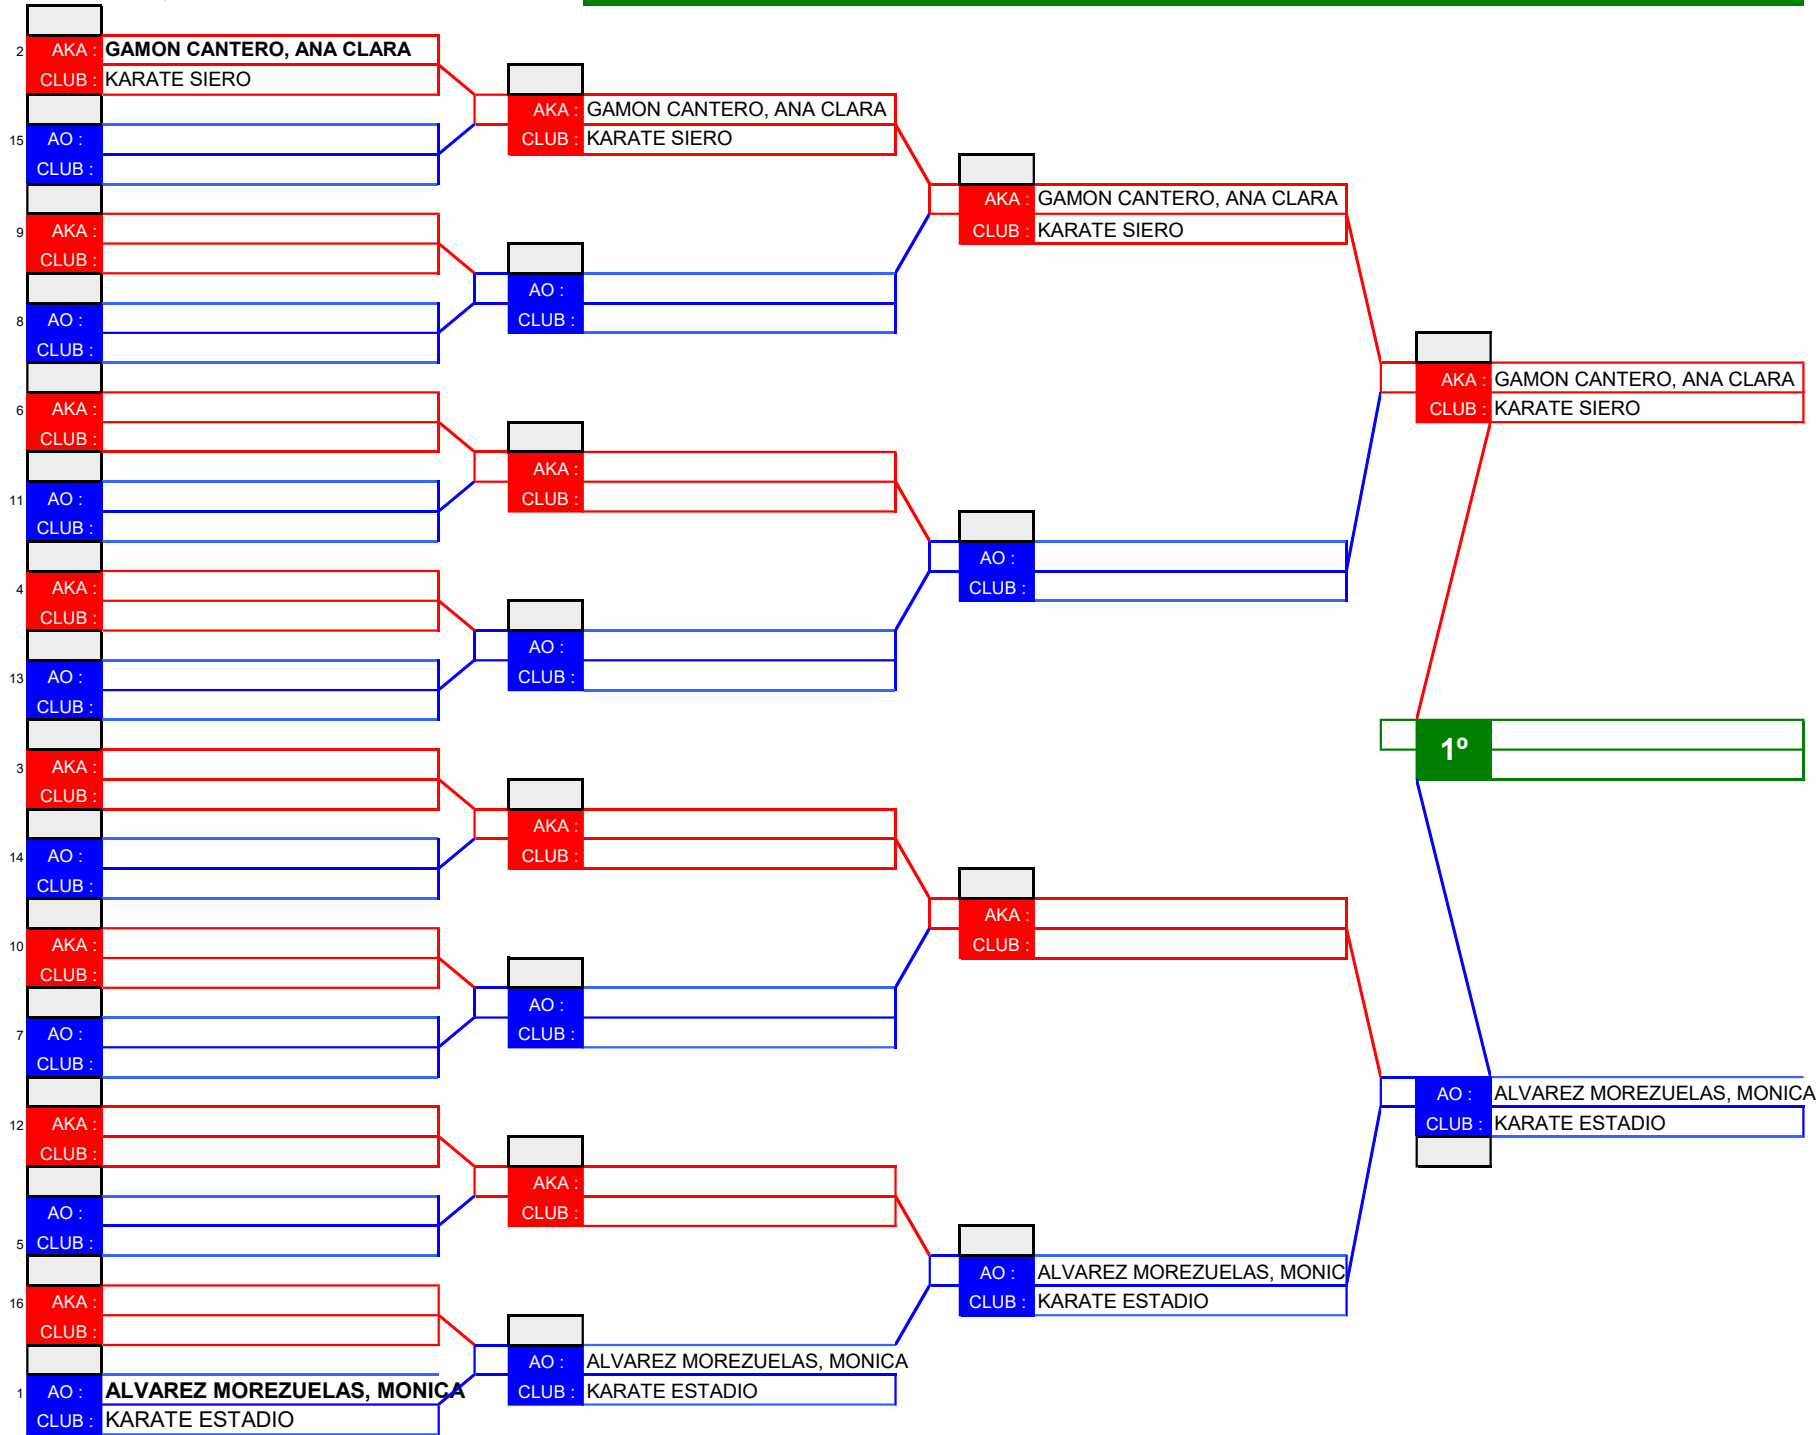 2 AKA : GAMON CANTERO, ANA CLARA
CLUB : KARATE SIERO
15 AO :
CLUB :
9 AKA :
CLUB :
8 AO :
CLUB :
6 AKA :
CLUB :
11 AO :
CLUB :
4 AKA :
CLUB :
13 AO :
CLUB :
3 AKA :
CLUB :
14 AO :
CLUB :
10 AKA :
CLUB :
7 AO :
CLUB :
12 AKA :
CLUB :
AO :
5 CLUB :
16 AKA :
CLUB :
1 AO : ALVAREZ MOREZUELAS, MONICA
CLUB : KARATE ESTADIO
AKA : GAMON CANTERO, ANA CLARA
CLUB : KARATE SIERO
AO :
CLUB :
AKA :
CLUB :
AO :
CLUB :
AKA :
CLUB :
AO :
CLUB :
AKA :
CLUB :
AO : ALVAREZ MOREZUELAS, MONICA
CLUB : KARATE ESTADIO
AKA : GAMON CANTERO, ANA CLARA
CLUB : KARATE SIERO
AO :
CLUB :
AKA :
CLUB :
AO : ALVAREZ MOREZUELAS, MONIC
CLUB : KARATE ESTADIO
AKA : GAMON CANTERO, ANA CLARA
CLUB : KARATE SIERO
1º
AO : ALVAREZ MOREZUELAS, MONICA
CLUB : KARATE ESTADIO